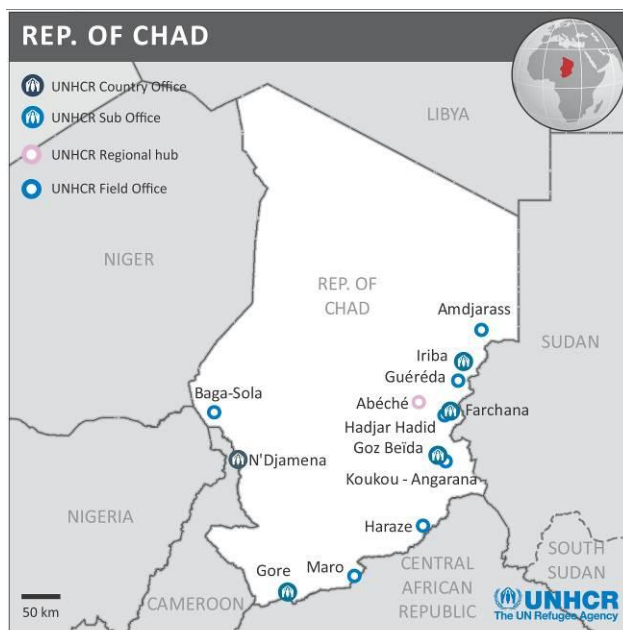 REP. OF CHAD
UNHCR Country Office
UNHCR Sub Office
UNHCR Regional hub
UNHCR Field Office
LIBYA
NIGER
REP. OF
CHAD
Amdjarass
SUDAN
Iriba
Guéréda
Baga-Sola
Abéché
Farchana
Hadjar Hadid
Goz Beïda
N'Djamena
Koukou - Angarana
NIGERIA
Haraze
SOUTH
SUDAN
Gore
Maro
CENTRAL
AFRICAN
REPUBLIC
CAMEROON
50 km
UNHCR
The UN Refugee Agency